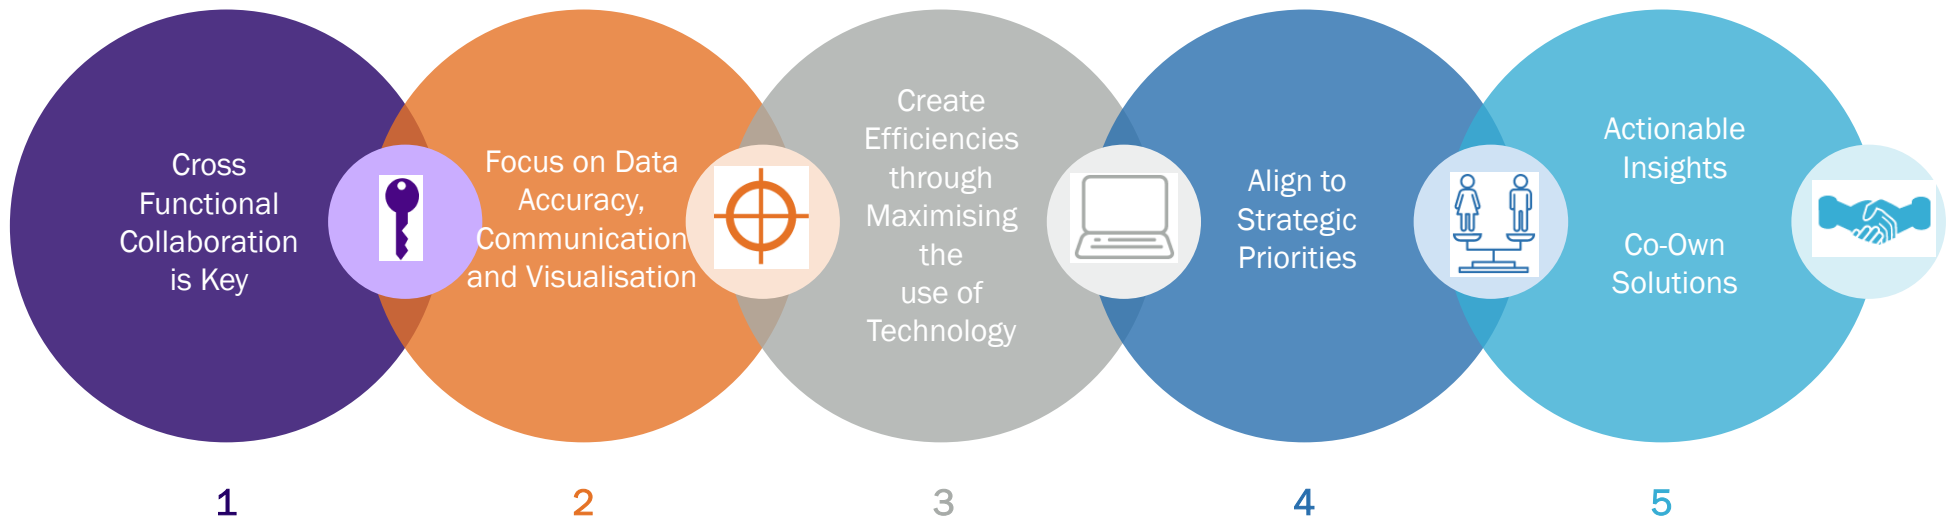 Cross
Functional
Collaboration
is Key
Focus on Data
Accuracy,
Communication
and Visualisation
Create
Efficiencies
through
Maximising
the
use of
Technology
Align to
Strategic
Priorities
Actionable
Insights
Co-Own
Solutions
1
2
3
4
5